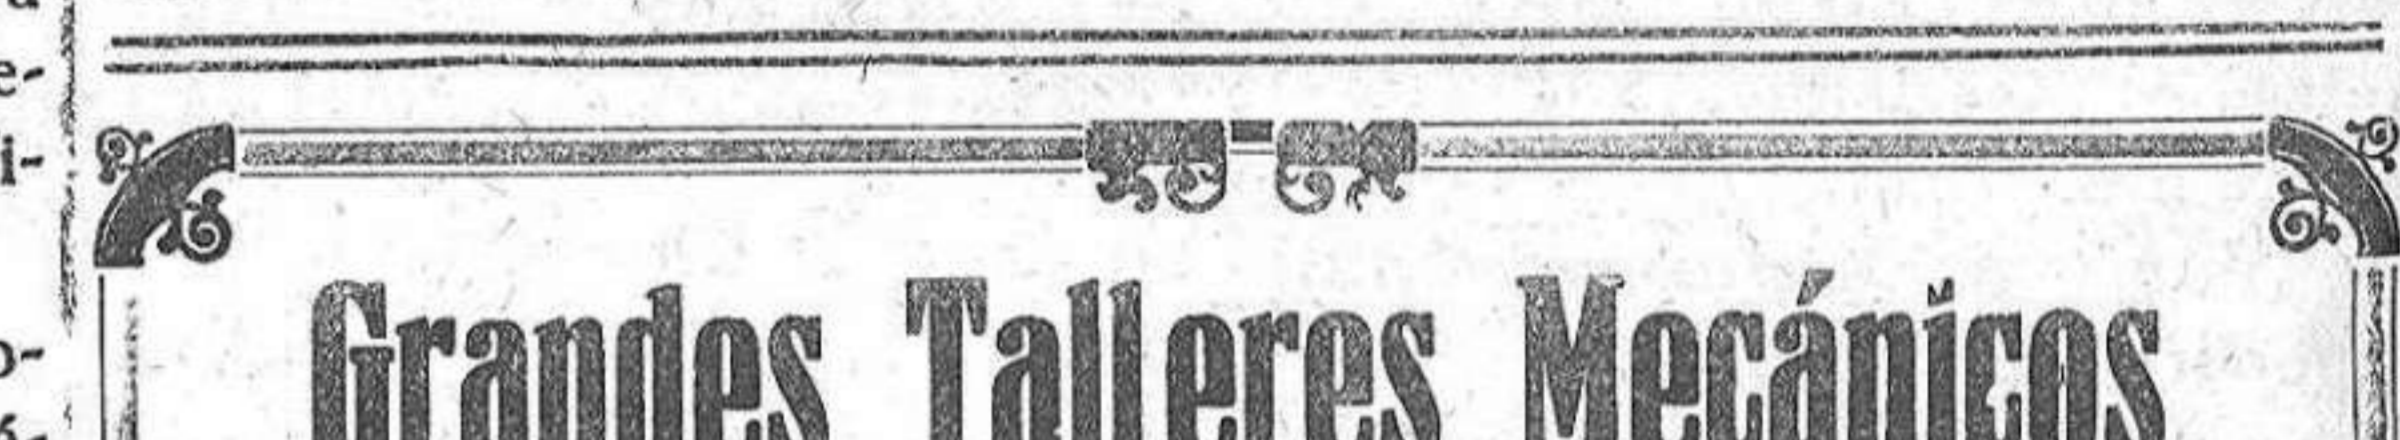 e-
i-
Grandes Talleres Mecánicos
o-